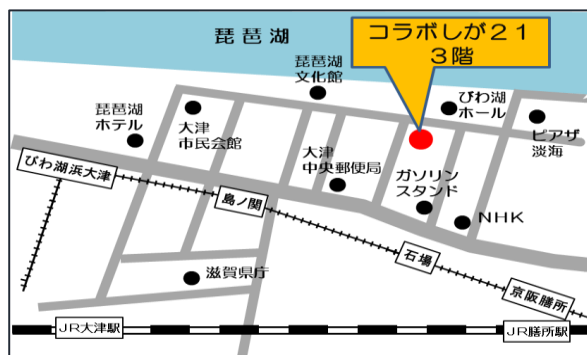 コラボしが２１
３階
琵琶湖
琵琶湖
文化館
びわ湖
ホール
琵琶湖
ホテル
大津
市民会館
ピアザ
淡海
大津
中央郵便局
ガソリン
スタンド
びわ湖浜大津
島ノ関
NHK
石場
滋賀県庁
京阪膳所
JR大津駅
JR膳所駅